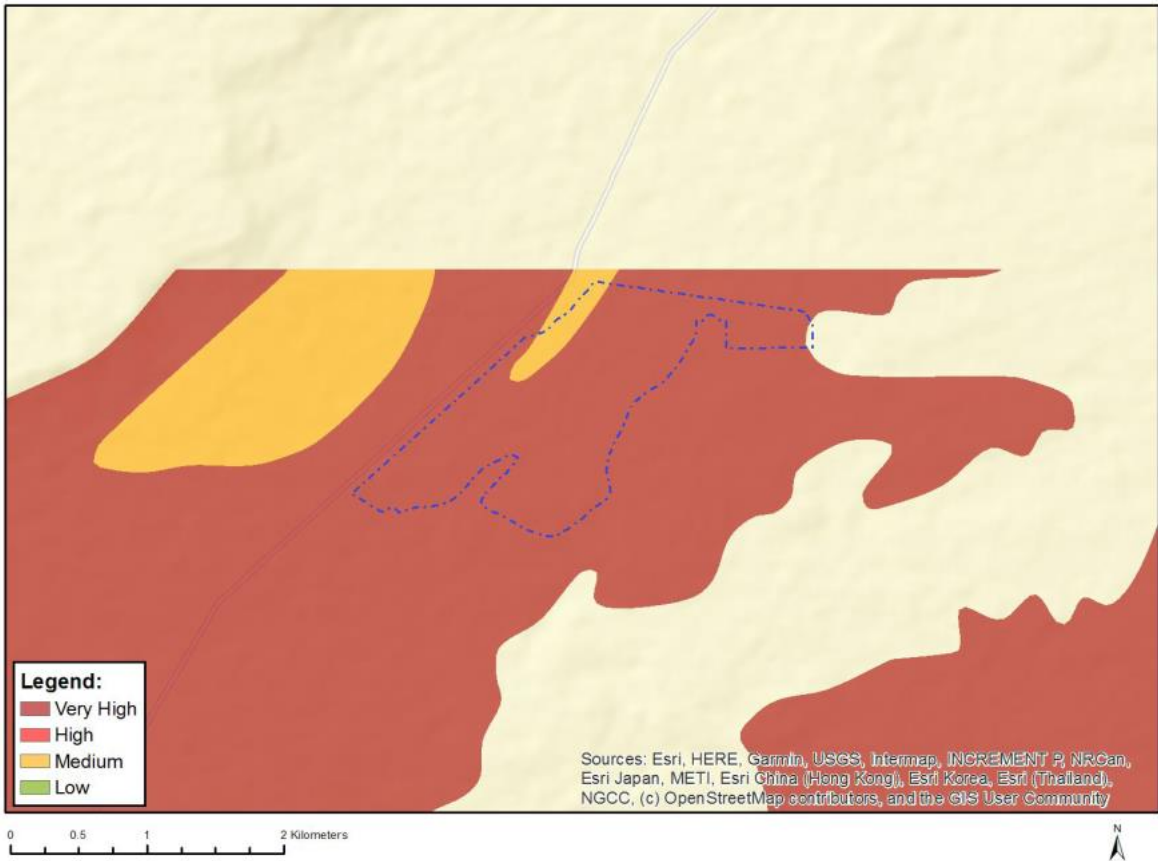 Legend:
Very High
High
Medium
Low
Sources: Esri, HERE, Garmin, USGS, Intermap, INCREMENT P, NRCan,
Esri Japan, METI, Esri China (Hong Kong), Esri Korea, Esri (Thailand),
NGCC, (c) OpenStreetMap contributors, and the GIS User Community
0 0.5 1 2 Kilometers
N